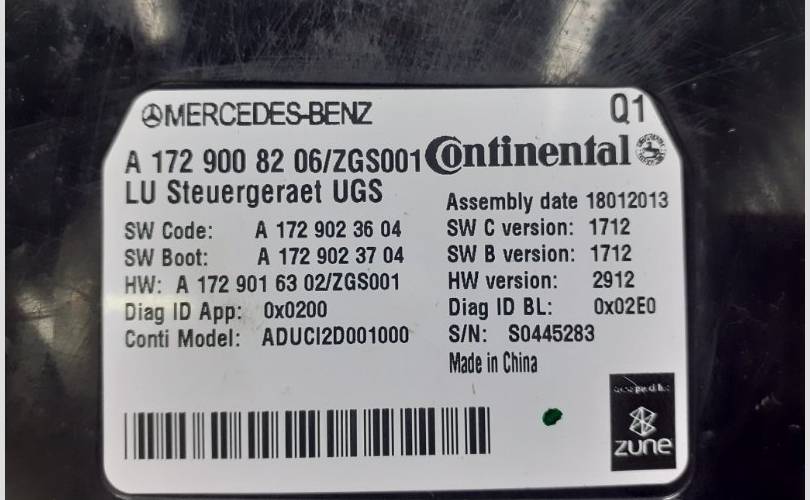 MERCEDES-BENZ
Q1
A 172 900 82 06/ZGS001
Continental
LU Steuergeraet UGS
Assembly date 18012013
SW Code: A 172 902 36 04
SW C version: 1712
SW Boot: A 172 902 37 04
SW B version: 1712
HW: A 172 901 63 02/ZGS001
HW version: 2912
Diag ID App: 0x0200
Diag ID BL: 0x02E0
Conti Model: ADUCI2D001000
S/N: S0445283
Made in China
zune